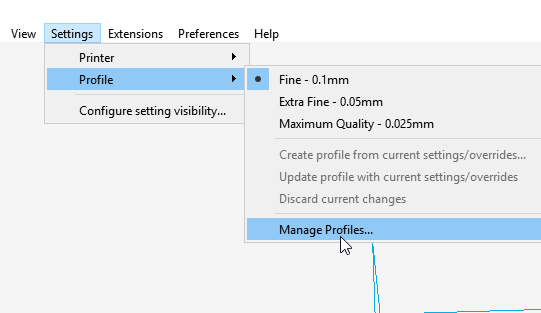 View Settings Extensions Preferences Help
Printer
Profile
Configure setting visibility...
Fine - 0.1mm
Extra Fine - 0.05mm
Maximum Quality - 0.025mm
Create profile from current settings/overrides...
Update profile with current settings/overrides
Discard current changes
Manage Profiles...